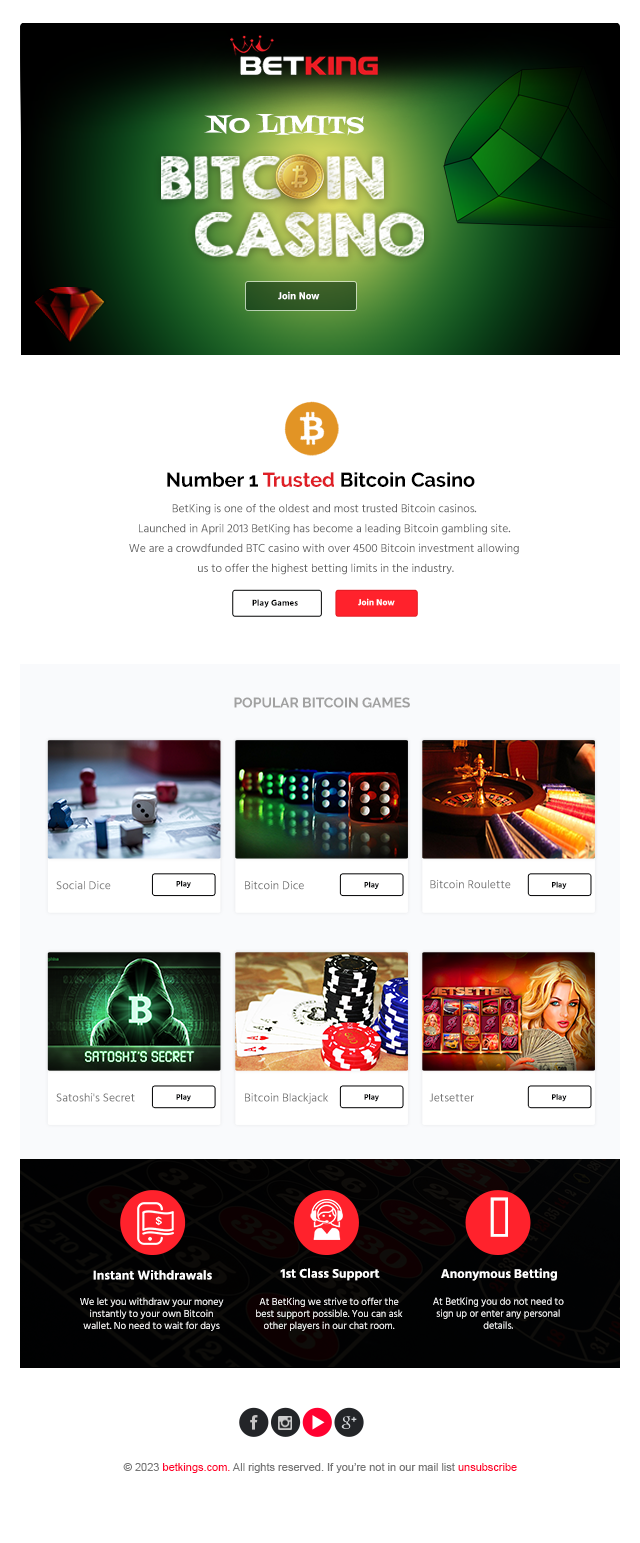 BETKING
No Limits
BITCOIN
CASINO
Join Now
Number 1 Trusted Bitcoin Casino
BetKing is one of the oldest and most trusted Bitcoin casinos.
Launched in April 2013 BetKing has become a leading Bitcoin gambling site.
We are a crowdfunded BTC casino with over 4500 Bitcoin investment allowing
us to offer the highest betting limits in the industry.
Play Games
Join Now
POPULAR BITCOIN GAMES
Social Dice
Play
Bitcoin Dice
Play
Bitcoin Roulette
Play
SATOSHI'S SECRET
JETSETTER
Satoshi's Secret
Play
Bitcoin Blackjack
Play
Jetsetter
Play
Instant Withdrawals
We let you withdraw your money
instantly to your own Bitcoin
wallet. No need to wait for days
1st Class Support
At BetKing we strive to offer the
best support possible. You can ask
other players in our chat room.
Anonymous Betting
At BetKing you do not need to
sign up or enter any personal
details.
© 2023 betkings.com. All rights reserved. If you're not in our mail list unsubscribe